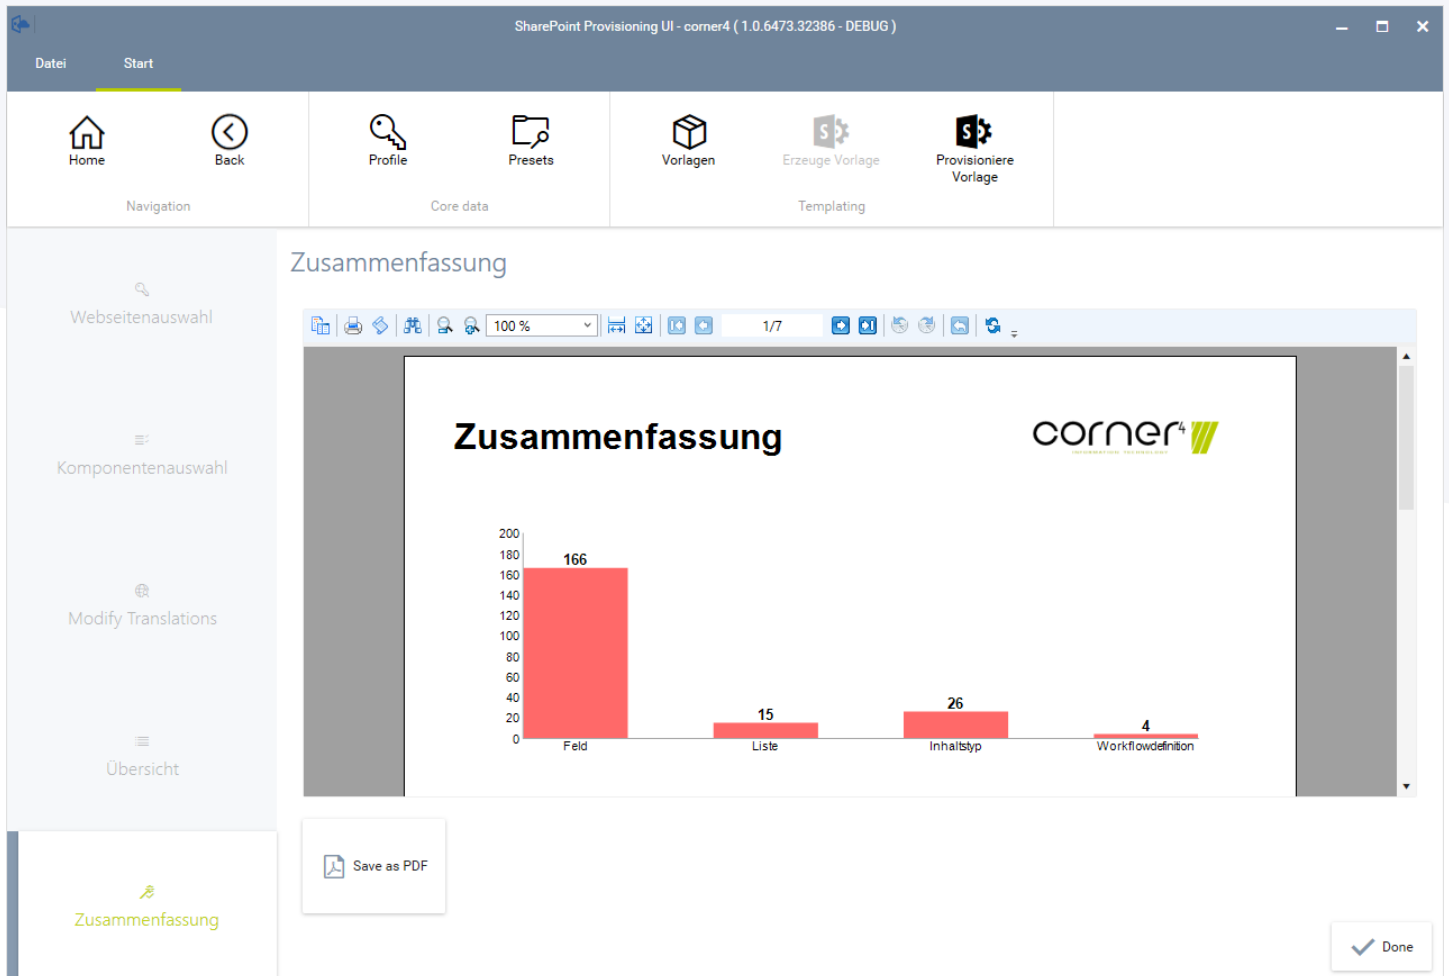 SharePoint Provisioning UI - corner4 ( 1.0.6473.32386 - DEBUG )
Datei
Start
Home
Back
Navigation
Profile
Presets
Core data
Vorlagen
Erzeuge Vorlage
Provisioniere
Vorlage
Templating
Webseitenauswahl
Komponentenauswahl
Modify Translations
Übersicht
Zusammenfassung
Zusammenfassung
100 %
1/7
Zusammenfassung
corner4
200
180
160
140
120
100
80
60
40
20
0
166
15
26
4
Feld
Liste
Inhaltstyp
Workflowdefinition
Save as PDF
Done